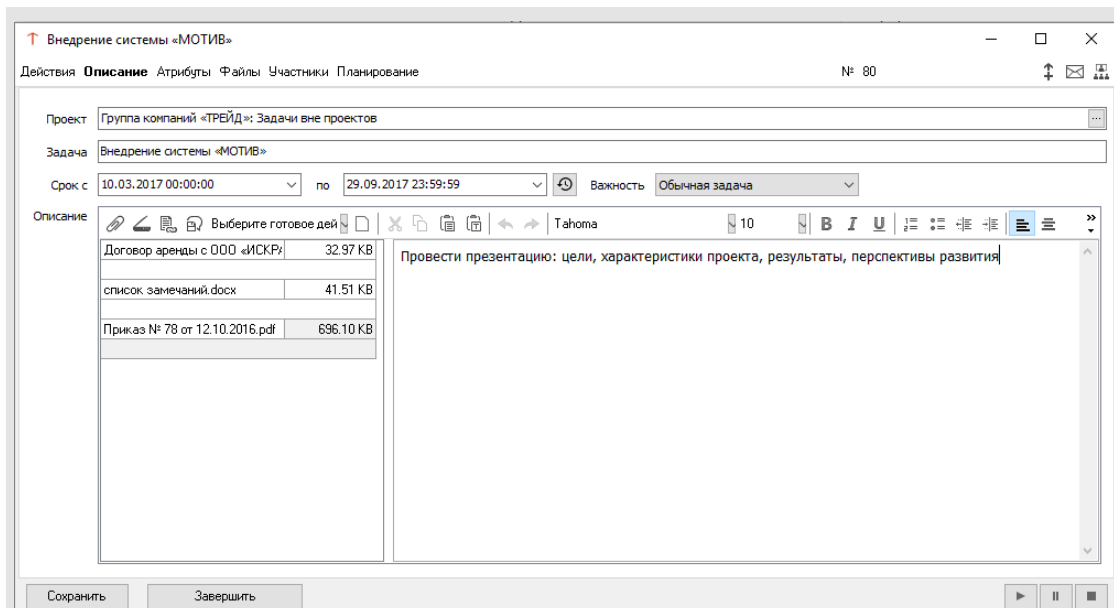 Внедрение системы «МОТИВ»
Действия Описание Атрибуты Файлы Участники Планирование № 80
Проект Группа компаний «ТРЕЙД»: Задачи вне проектов ...
Задача Внедрение системы «МОТИВ»
Срок с 10.03.2017 00:00:00 по 29.09.2017 23:59:59 Важность Обычная задача
Описание Выберите готовое дей Tahoma 10 B I U
Договор аренды с ООО «ИСКРА 32.97 KB
Провести презентацию: цели, характеристики проекта, результаты, перспективы развития
список замечаний.docx 41.51 KB
Приказ № 78 от 12.10.2016.pdf 696.10 KB
Сохранить Завершить